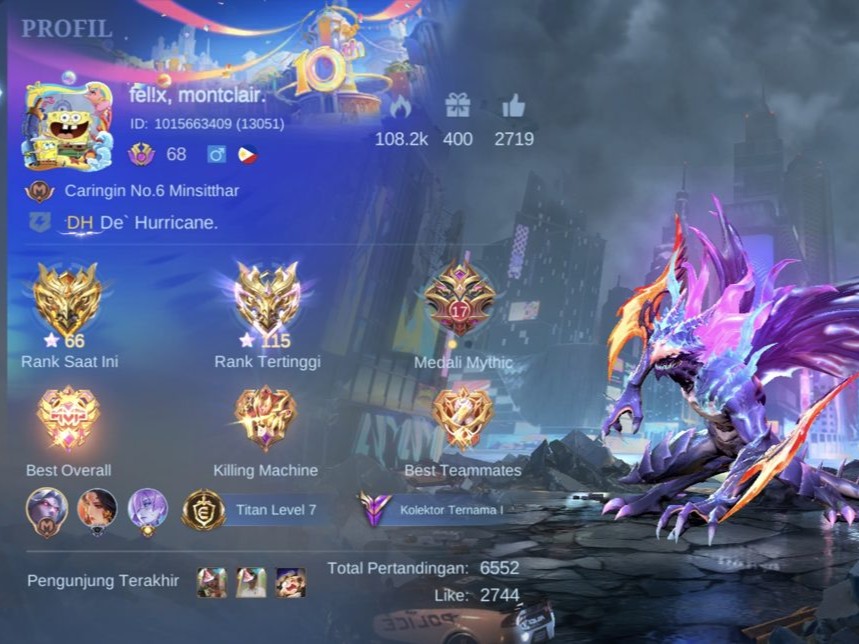 PROFIL
10th
fel!x, montclair.
ID: 1015663409 (13051)
68
108.2k 400 2719
Caringin No.6 Minsitthar
DH De` Hurricane.
66
115
17
Rank Saat Ini
Rank Tertinggi
Medali Mythic
Best Overall
Killing Machine
Best Teammates
Titan Level 7
Kolektor Ternama I
Pengunjung Terakhir
Total Pertandingan: 6552
Like: 2744
POLICE